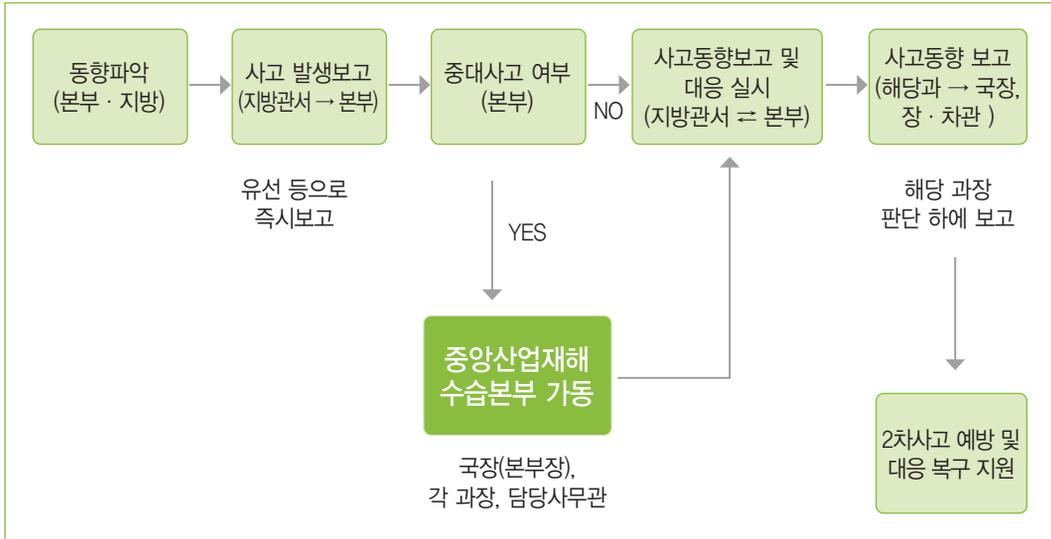 동향파악
(본부 · 지방)
사고 발생보고
(지방관서 → 본부)
중대사고 여부
(본부)
NO
사고동향보고 및
대응 실시
(지방관서 ⇄ 본부)
사고동향 보고
(해당과 → 국장,
장 · 차관 )
유선 등으로
즉시보고
YES
해당 과장
판단 하에 보고
중앙산업재해
수습본부 가동
국장(본부장),
각 과장, 담당사무관
2차사고 예방 및
대응 복구 지원